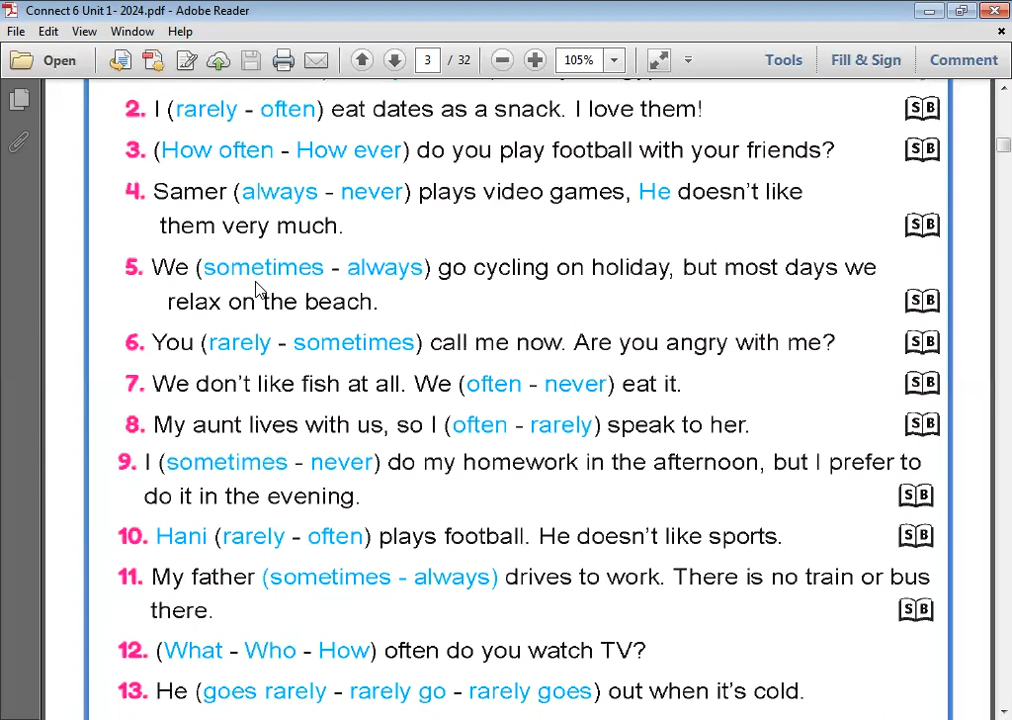 Connect 6 Unit 1- 2024.pdf - Adobe Reader
File Edit View Window Help
Open 3 / 32 105% Tools Fill & Sign Comment
2. I (rarely - often) eat dates as a snack. I love them! SB
3. (How often - How ever) do you play football with your friends? SB
4. Samer (always - never) plays video games, He doesn't like
them very much. SB
5. We (sometimes - always) go cycling on holiday, but most days we
relax on the beach. SB
6. You (rarely - sometimes) call me now. Are you angry with me? SB
7. We don't like fish at all. We (often - never) eat it. SB
8. My aunt lives with us, so I (often - rarely) speak to her. SB
9. I (sometimes - never) do my homework in the afternoon, but I prefer to
do it in the evening. SB
10. Hani (rarely - often) plays football. He doesn't like sports. SB
11. My father (sometimes - always) drives to work. There is no train or bus
there. SB
12. (What - Who - How) often do you watch TV?
13. He (goes rarely - rarely go - rarely goes) out when it's cold.